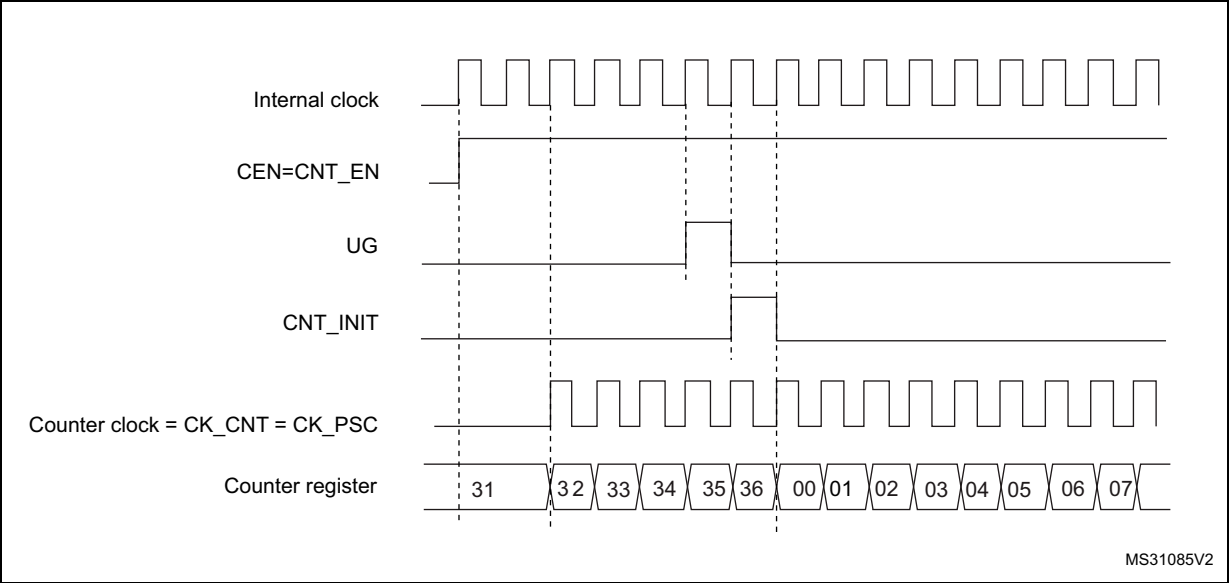 Internal clock
CEN=CNT_EN
UG
CNT_INIT
Counter clock = CK_CNT = CK_PSC
Counter register 31 32 33 34 35 36 00 01 02 03 04 05 06 07
MS31085V2